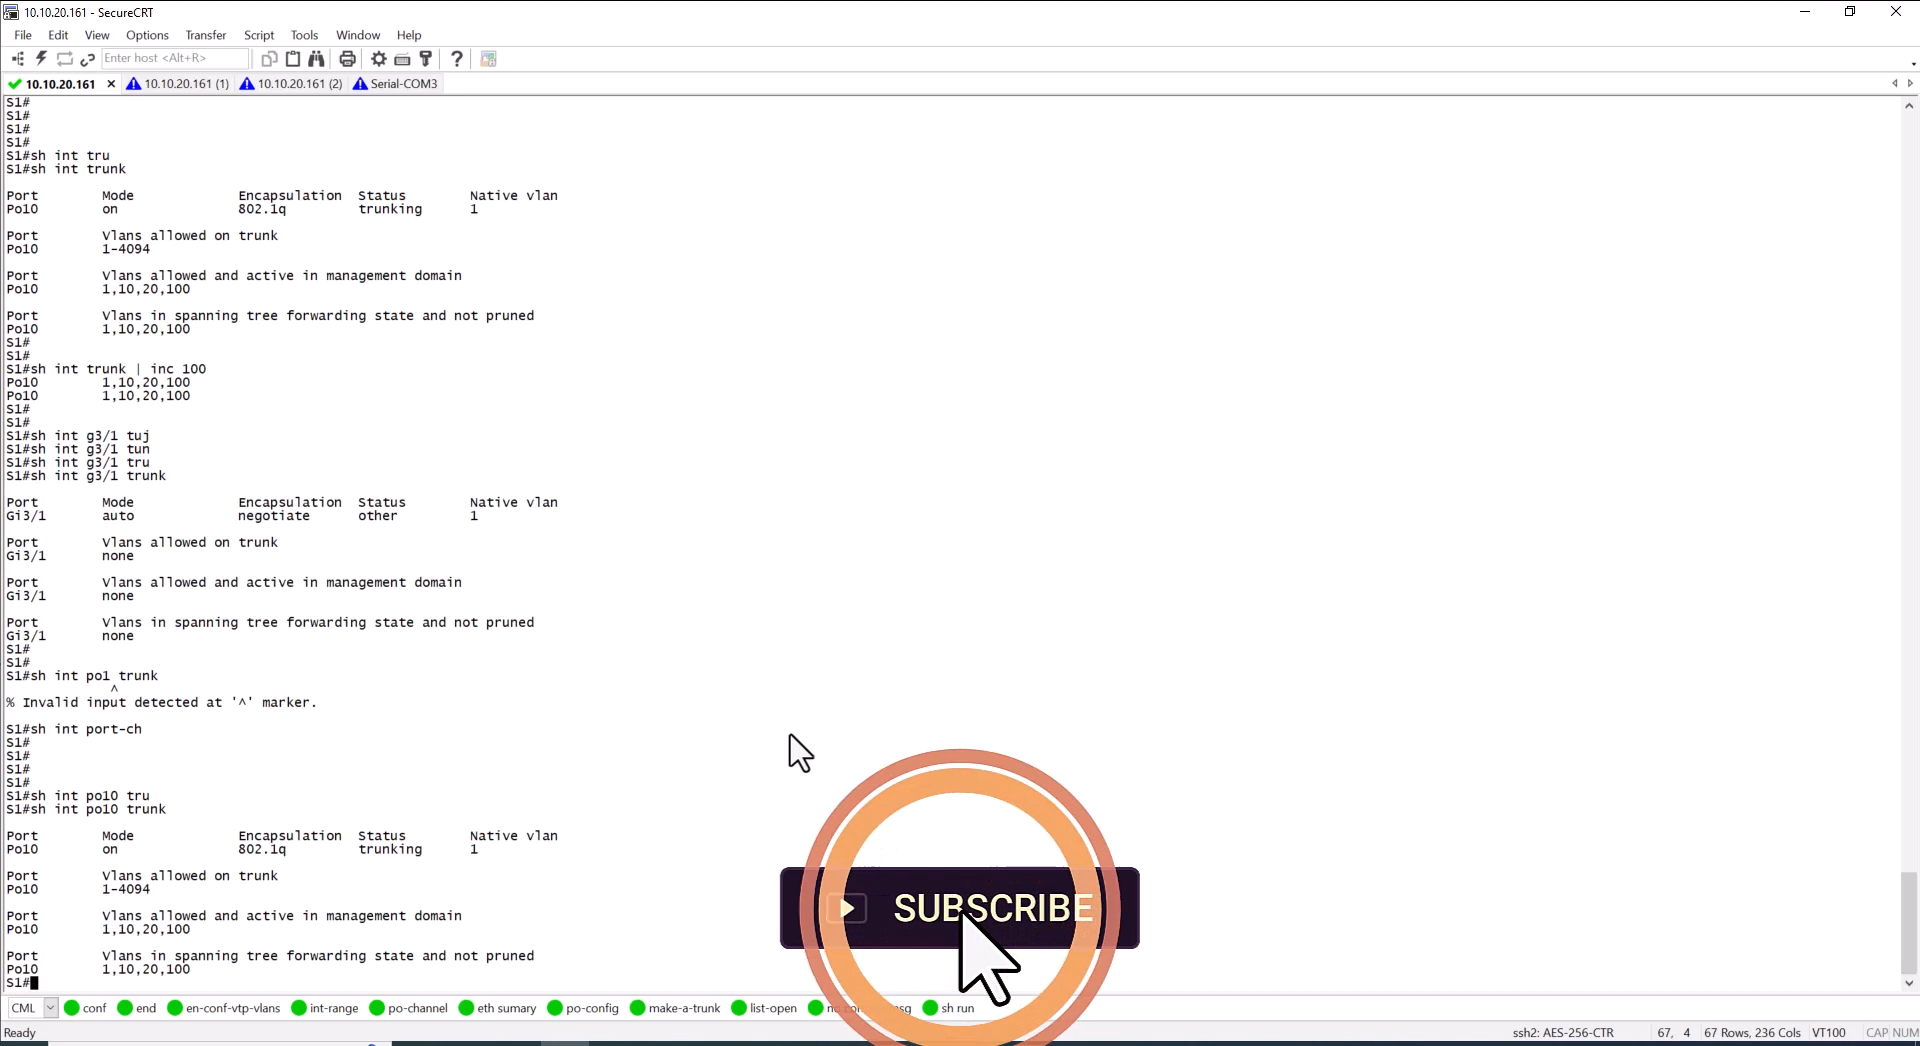 10.10.20.161 - SecureCRT
File Edit View Options Transfer Script Tools Window Help
Enter host <Alt+R>
10.10.20.161 10.10.20.161 (1) 10.10.20.161 (2) Serial-COM3
S1#
S1#
S1#
S1#
S1#sh int tru
S1#sh int trunk
Port Mode Encapsulation Status Native vlan
Po10 on 802.1q trunking 1
Port Vlans allowed on trunk
Po10 1-4094
Port Vlans allowed and active in management domain
Po10 1,10,20,100
Port Vlans in spanning tree forwarding state and not pruned
Po10 1,10,20,100
S1#
S1#
S1#sh int trunk | inc 100
Po10 1,10,20,100
Po10 1,10,20,100
S1#
S1#
S1#sh int g3/1 tuj
S1#sh int g3/1 tun
S1#sh int g3/1 tru
S1#sh int g3/1 trunk
Port Mode Encapsulation Status Native vlan
Gi3/1 auto negotiate other 1
Port Vlans allowed on trunk
Gi3/1 none
Port Vlans allowed and active in management domain
Gi3/1 none
Port Vlans in spanning tree forwarding state and not pruned
Gi3/1 none
S1#
S1#
S1#sh int po1 trunk
^
% Invalid input detected at '^' marker.
S1#sh int port-ch
S1#
S1#
S1#
S1#
S1#sh int po10 tru
S1#sh int po10 trunk
Port Mode Encapsulation Status Native vlan
Po10 on 802.1q trunking 1
Port Vlans allowed on trunk
Po10 1-4094
Port Vlans allowed and active in management domain
Po10 1,10,20,100
Port Vlans in spanning tree forwarding state and not pruned
Po10 1,10,20,100
S1#
SUBSCRIBE
CML conf end en-conf-vtp-vlans int-range po-channel eth sumary po-config make-a-trunk list-open sh run
Ready ssh2: AES-256-CTR 67, 4 67 Rows, 236 Cols VT100 CAP NUM